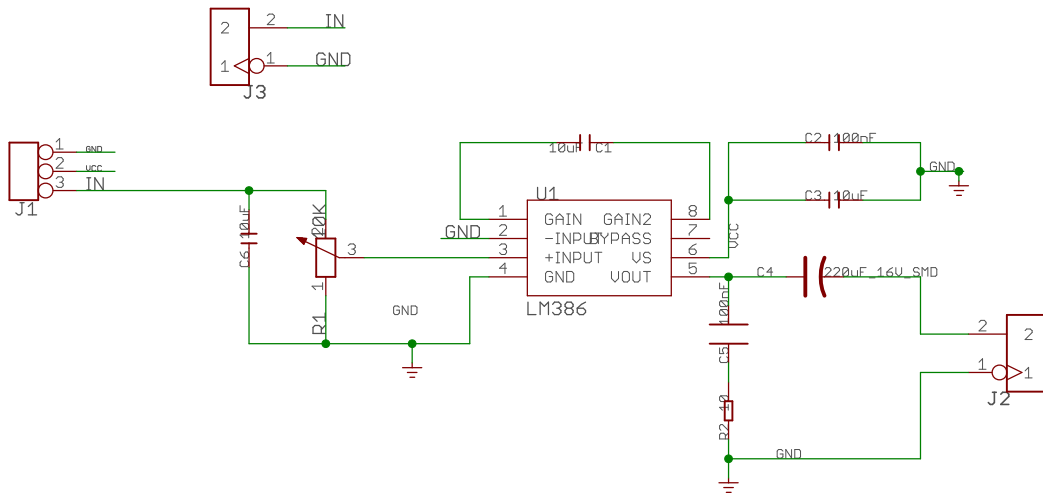 2 IN
2
1 GND
1
J3
1 GND
2 VCC
3 IN
J1
10uF C1
C2 100nF
GND
C3 10uF
U1
1 GAIN GAIN2 8
GND 2 -INPUT BYPASS 7
3 +INPUT VS 6
4 GND VOUT 5
LM386
VCC
10uF
C6
20K
3
1
R1
GND
C4 220uF_16V_SMD
100nF
C5
10
R2
GND
2
2
1
1
J2